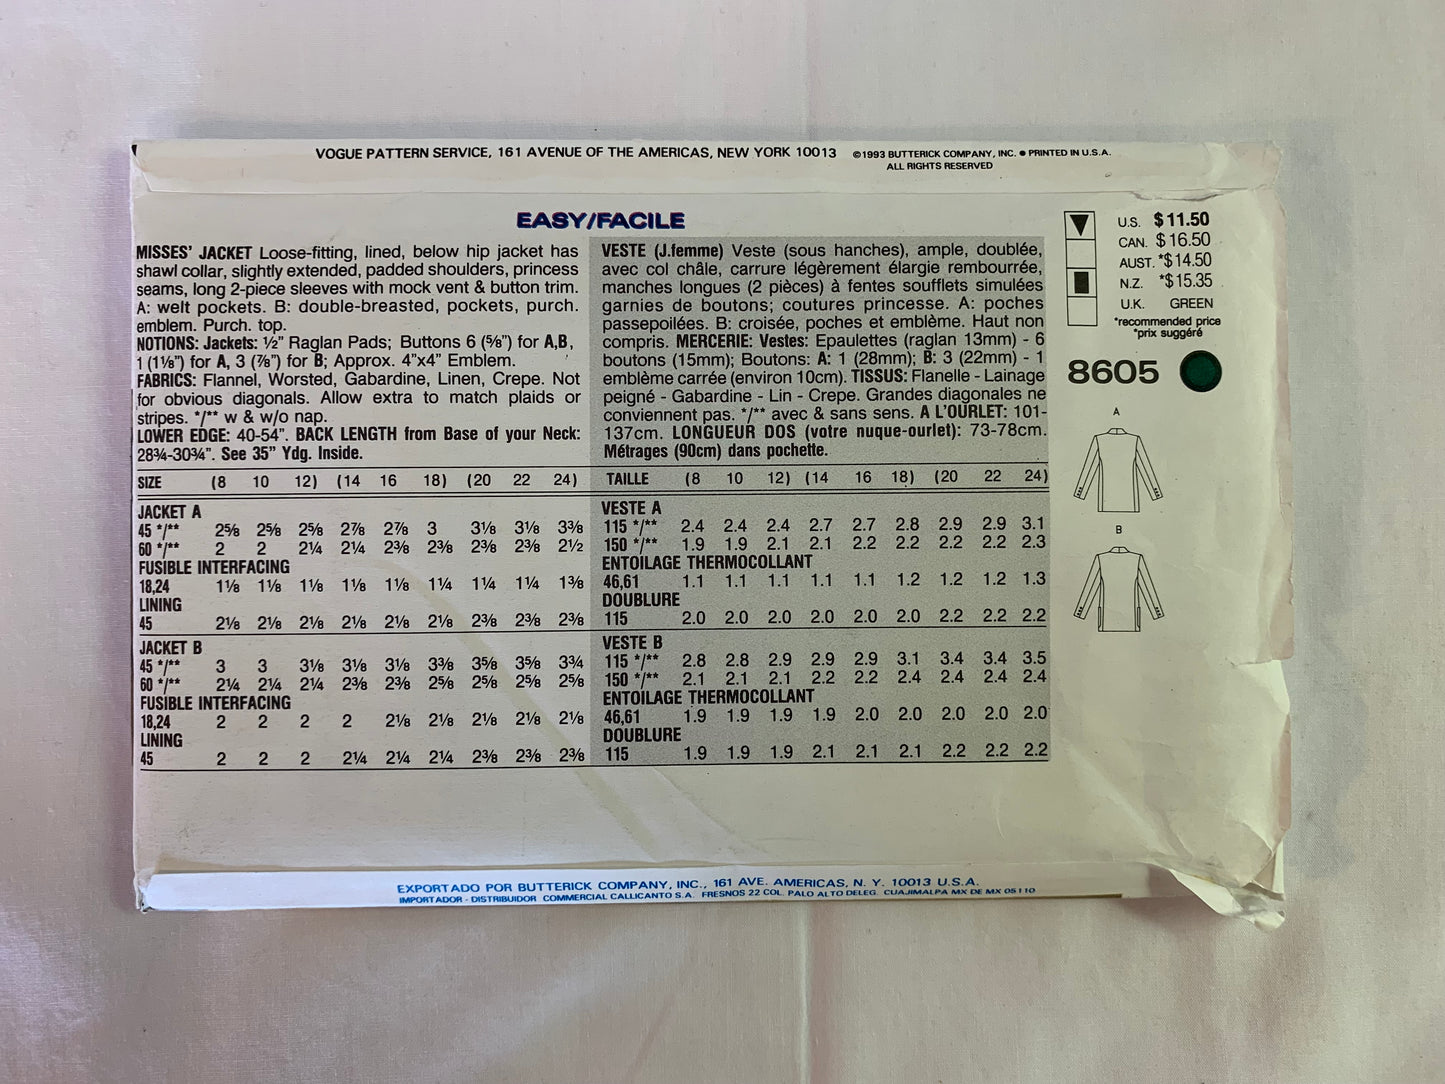 VOGUE PATTERN SERVICE, 161 AVENUE OF THE AMERICAS, NEW YORK 10013 ©1993 BUTTERICK COMPANY, INC. ● PRINTED IN U.S.A.
ALL RIGHTS RESERVED
EASY/FACILE
MISSES' JACKET Loose-fitting, lined, below hip jacket has
shawl collar, slightly extended, padded shoulders, princess
seams, long 2-piece sleeves with mock vent & button trim.
A: welt pockets. B: double-breasted, pockets, purch.
emblem. Purch. top.
NOTIONS: Jackets: ½" Raglan Pads; Buttons 6 (⅝") for A,B,
1 (1⅛") for A, 3 (⅞") for B; Approx. 4"x4" Emblem.
FABRICS: Flannel, Worsted, Gabardine, Linen, Crepe. Not
for obvious diagonals. Allow extra to match plaids or
stripes. */** w & w/o nap.
LOWER EDGE: 40-54". BACK LENGTH from Base of your Neck:
28¾-30¾". See 35" Ydg. Inside.
SIZE (8 10 12) (14 16 18) (20 22 24)
JACKET A
45 */** 2⅝ 2⅝ 2⅝ 2⅞ 2⅞ 3 3⅛ 3⅛ 3⅜
60 */** 2 2 2¼ 2¼ 2⅜ 2⅜ 2⅜ 2⅜ 2½
FUSIBLE INTERFACING
18,24 1⅛ 1⅛ 1⅛ 1⅛ 1⅛ 1¼ 1¼ 1¼ 1⅜
LINING
45 2⅛ 2⅛ 2⅛ 2⅛ 2⅛ 2⅛ 2⅜ 2⅜ 2⅜
JACKET B
45 */** 3 3 3⅛ 3⅛ 3⅛ 3⅜ 3⅝ 3⅝ 3¾
60 */** 2¼ 2¼ 2¼ 2⅜ 2⅜ 2⅝ 2⅝ 2⅝ 2⅝
FUSIBLE INTERFACING
18,24 2 2 2 2 2⅛ 2⅛ 2⅛ 2⅛ 2⅛
LINING
45 2 2 2 2¼ 2¼ 2¼ 2⅜ 2⅜ 2⅜
VESTE (J.femme) Veste (sous hanches), ample, doublée,
avec col châle, carrure légèrement élargie rembourrée,
manches longues (2 pièces) à fentes soufflets simulées
garnies de boutons; coutures princesse. A: poches
passepoilées. B: croisée, poches et emblème. Haut non
compris. MERCERIE: Vestes: Epaulettes (raglan 13mm) - 6
boutons (15mm); Boutons: A: 1 (28mm); B: 3 (22mm) - 1
emblème carrée (environ 10cm). TISSUS: Flanelle - Lainage
peigné - Gabardine - Lin - Crepe. Grandes diagonales ne
conviennent pas. */** avec & sans sens. A L'OURLET: 101-
137cm. LONGUEUR DOS (votre nuque-ourlet): 73-78cm.
Métrages (90cm) dans pochette.
TAILLE (8 10 12) (14 16 18) (20 22 24)
VESTE A
115 */** 2.4 2.4 2.4 2.7 2.7 2.8 2.9 2.9 3.1
150 */** 1.9 1.9 2.1 2.1 2.2 2.2 2.2 2.2 2.3
ENTOILAGE THERMOCOLLANT
46,61 1.1 1.1 1.1 1.1 1.1 1.2 1.2 1.2 1.3
DOUBLURE
115 2.0 2.0 2.0 2.0 2.0 2.0 2.2 2.2 2.2
VESTE B
115 */** 2.8 2.8 2.9 2.9 2.9 3.1 3.4 3.4 3.5
150 */** 2.1 2.1 2.1 2.2 2.2 2.4 2.4 2.4 2.4
ENTOILAGE THERMOCOLLANT
46,61 1.9 1.9 1.9 1.9 2.0 2.0 2.0 2.0 2.0
DOUBLURE
115 1.9 1.9 1.9 2.1 2.1 2.1 2.2 2.2 2.2
U.S. $11.50
CAN. $16.50
AUST. *$14.50
N.Z. *$15.35
U.K. GREEN
*recommended price
*prix suggéré
8605
A
B
EXPORTADO POR BUTTERICK COMPANY, INC., 161 AVE. AMERICAS, N. Y. 10013 U.S.A.
IMPORTADOR - DISTRIBUIDOR COMMERCIAL CALLICANTO S.A. FRESNOS 22 COL. PALO ALTO DELEG. CUAJIMALPA MX DE MX 05110